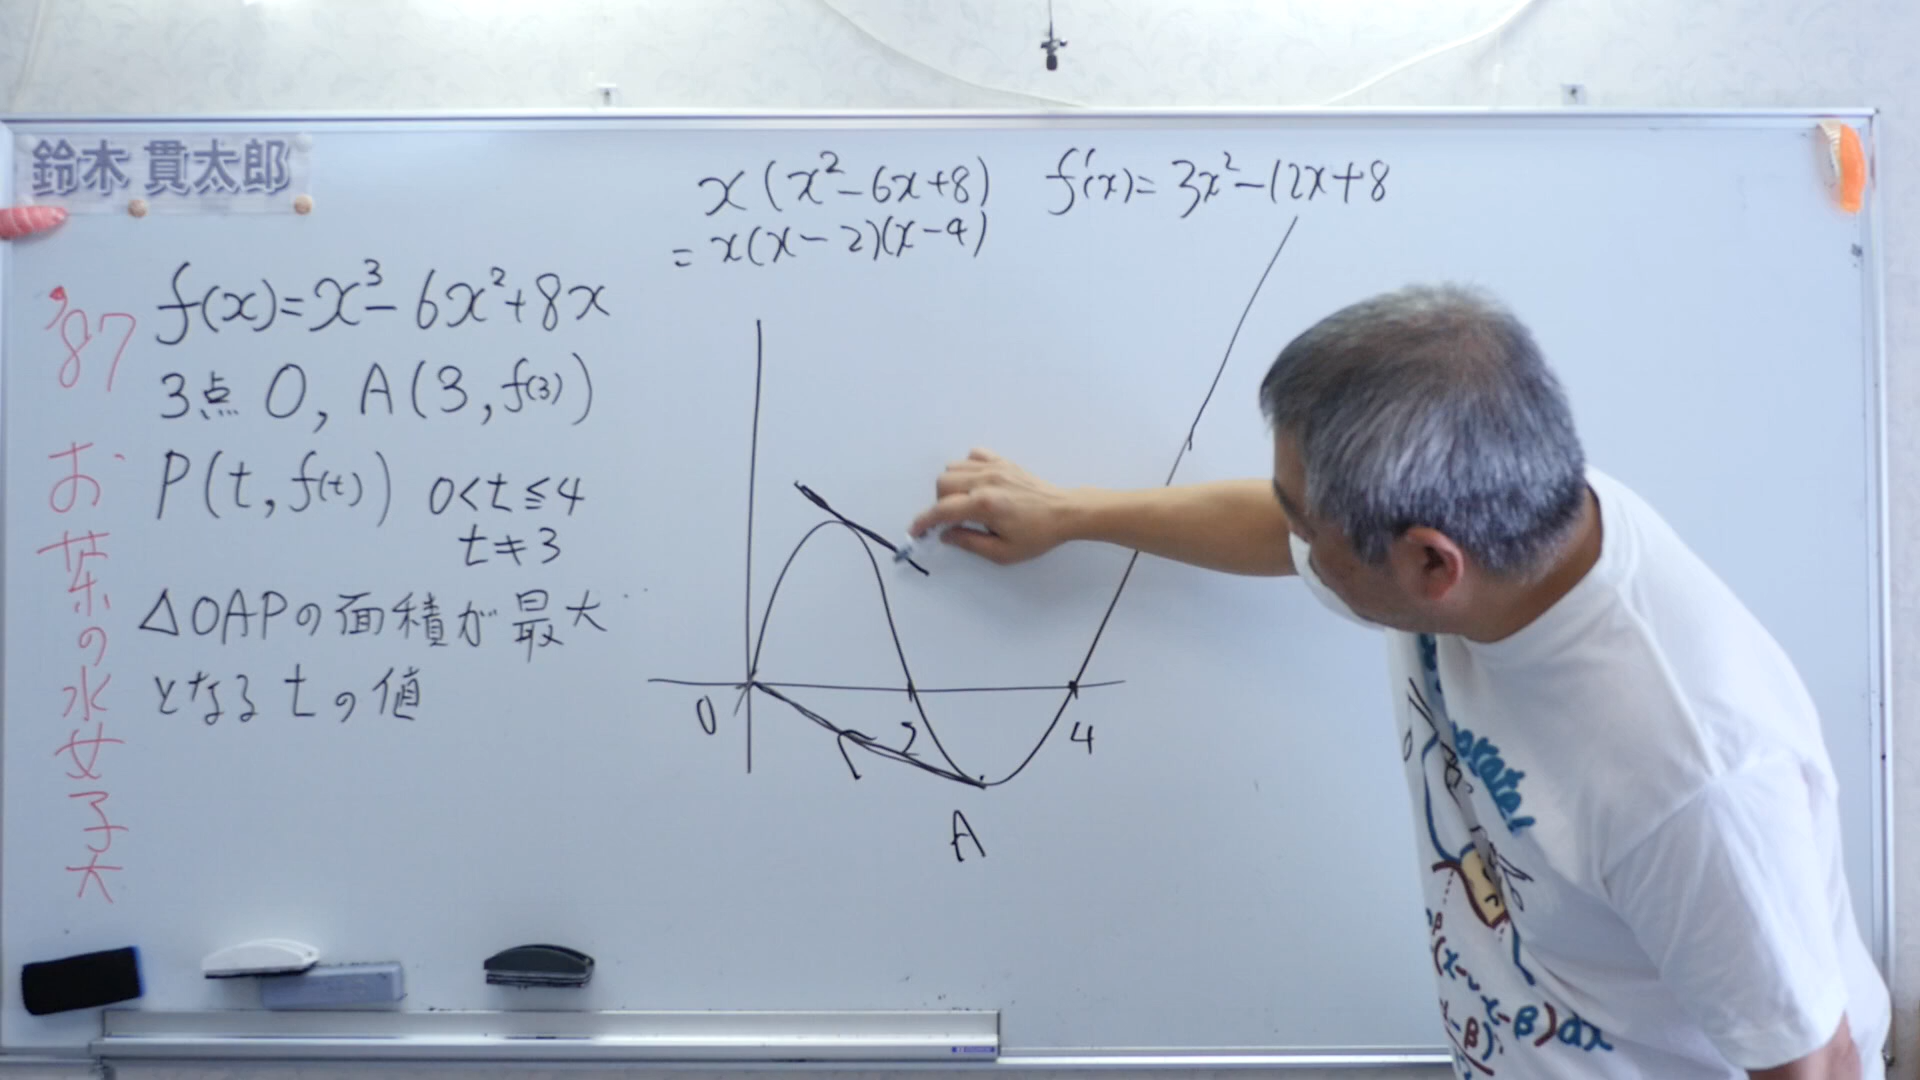 鈴木 貫太郎
'87 お茶の水女子大
f(x)=x³-6x²+8x
3点 O, A(3, f(3))
P(t, f(t)) 0<t≦4
t≠3
△OAPの面積が最大
となるtの値
x(x²-6x+8)
=x(x-2)(x-4)
f'(x)=3x²-12x+8
O
2
4
A